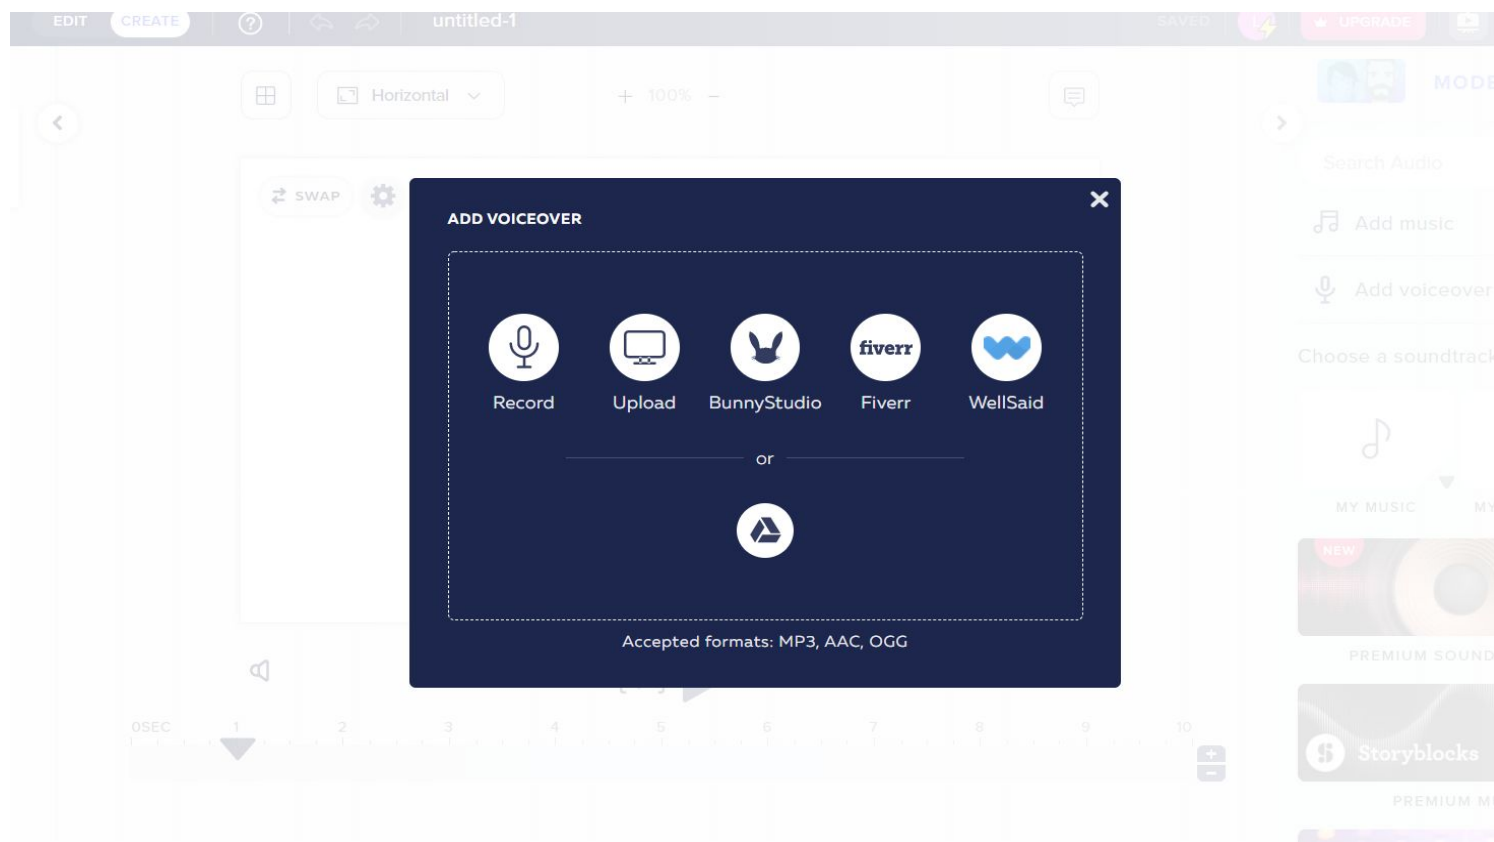 EDIT CREATE ? untitled-1 SAVED UPGRADE
Horizontal + 100% −
MODE
Search Audio
SWAP
ADD VOICEOVER
Add music
Add voiceover
fiverr
Choose a soundtrack
Record Upload BunnyStudio Fiverr WellSaid
or
MY MUSIC MY
NEW
Accepted formats: MP3, AAC, OGG
PREMIUM SOUND
0SEC 1 2 3 4 5 6 7 8 9 10
Storyblocks
+
−
PREMIUM M